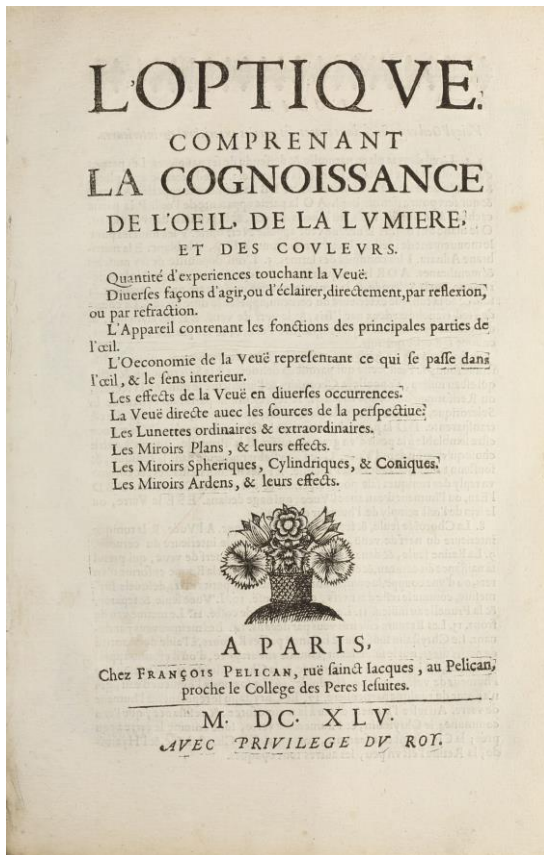 L'OPTIQVE.
COMPRENANT
LA COGNOISSANCE
DE L'OEIL, DE LA LVMIERE,
ET DES COVLEVRS.
Quantité d'experiences touchant la Veuë.
Diuerſes façons d'agir, ou d'éclairer, directement, par reflexion,
ou par refraction.
L'Appareil contenant les fonctions des principales parties de
l'œil.
L'Oeconomie de la Veuë repreſentant ce qui ſe paſſe dans
l'œil, & le ſens interieur.
Les effects de la Veuë en diuerſes occurrences.
La Veuë directe auec les ſources de la perſpectiue.
Les Lunettes ordinaires & extraordinaires.
Les Miroirs Plans, & leurs effects.
Les Miroirs Spheriques, Cylindriques, & Coniques.
Les Miroirs Ardens, & leurs effects.
A PARIS,
Chez FRANÇOIS PELICAN, ruë ſainct Iacques, au Pelican,
proche le College des Peres Ieſuites.
M. DC. XLV.
AVEC PRIVILEGE DV ROY.